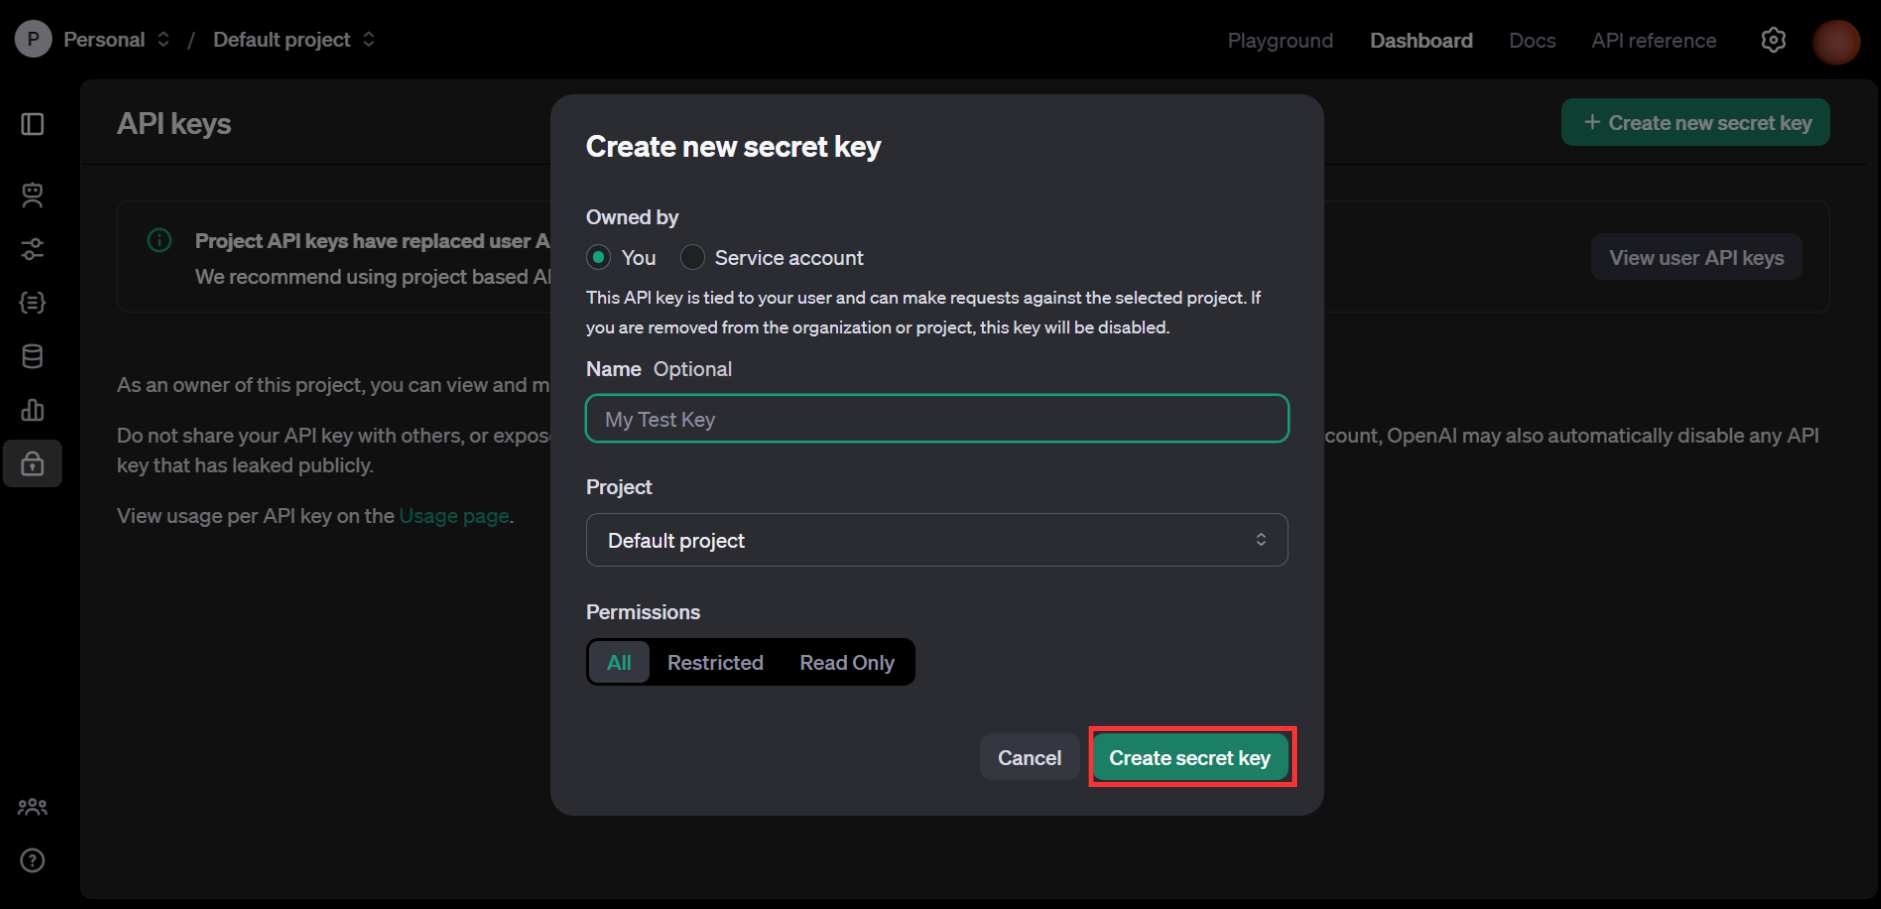 P Personal / Default project
Playground Dashboard Docs API reference
API keys
+ Create new secret key
Project API keys have replaced user A
We recommend using project based AI
View user API keys
As an owner of this project, you can view and m
Do not share your API key with others, or expos
count, OpenAI may also automatically disable any API
key that has leaked publicly.
View usage per API key on the Usage page.
Create new secret key
Owned by
You Service account
This API key is tied to your user and can make requests against the selected project. If
you are removed from the organization or project, this key will be disabled.
Name Optional
My Test Key
Project
Default project
Permissions
All Restricted Read Only
Cancel Create secret key